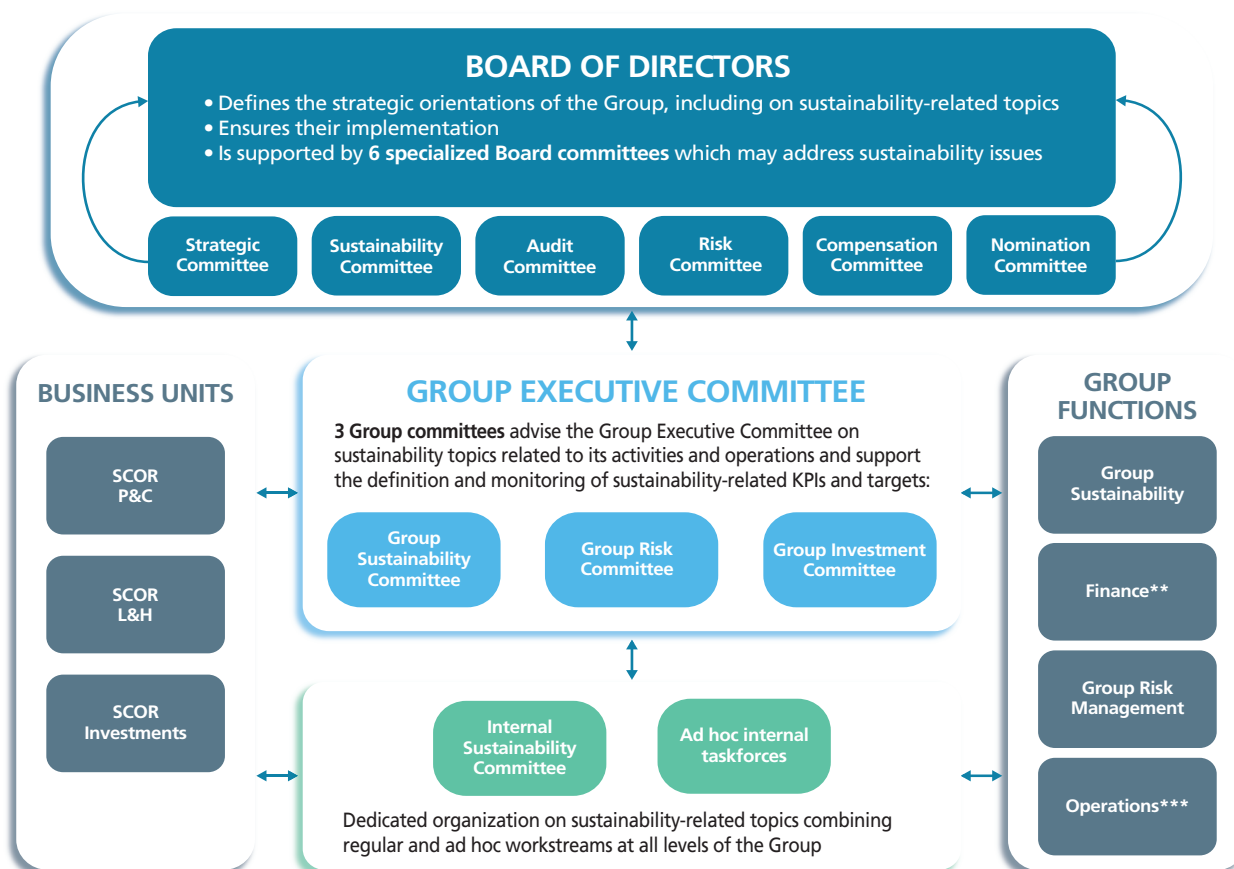 BOARD OF DIRECTORS
• Defines the strategic orientations of the Group, including on sustainability-related topics
• Ensures their implementation
• Is supported by 6 specialized Board committees which may address sustainability issues
Strategic
Committee
Sustainability
Committee
Audit
Committee
Risk
Committee
Compensation
Committee
Nomination
Committee
BUSINESS UNITS
SCOR
P&C
SCOR
L&H
SCOR
Investments
GROUP EXECUTIVE COMMITTEE
3 Group committees advise the Group Executive Committee on
sustainability topics related to its activities and operations and support
the definition and monitoring of sustainability-related KPIs and targets:
Group
Sustainability
Committee
Group Risk
Committee
Group Investment
Committee
Internal
Sustainability
Committee
Ad hoc internal
taskforces
Dedicated organization on sustainability-related topics combining
regular and ad hoc workstreams at all levels of the Group
GROUP
FUNCTIONS
Group
Sustainability
Finance**
Group Risk
Management
Operations***